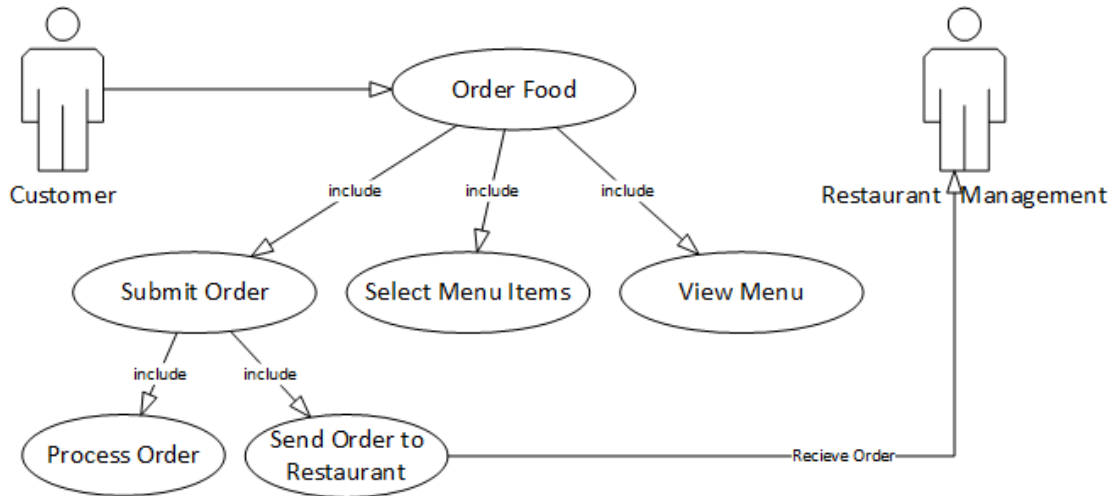 Order Food
Customer
Restaurant Management
include
include
include
Submit Order
Select Menu Items
View Menu
include
include
Process Order
Send Order to
Restaurant
Recieve Order